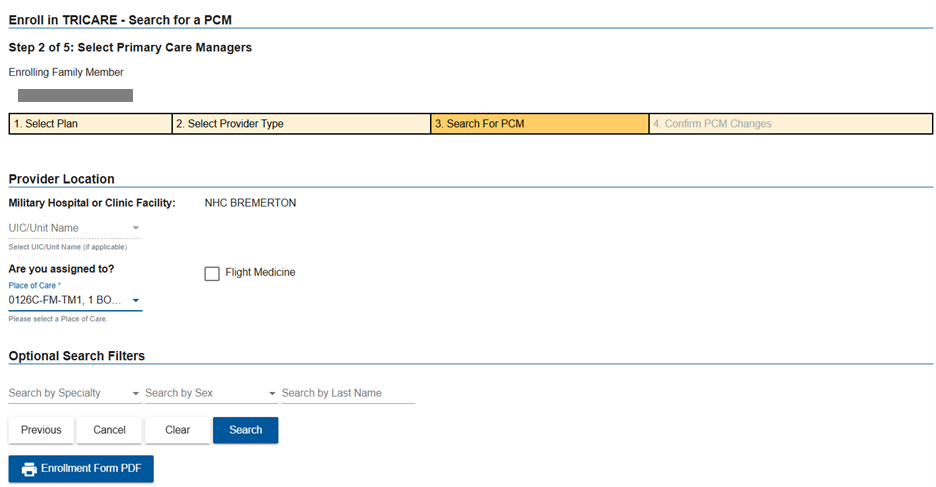 Enroll in TRICARE - Search for a PCM
Step 2 of 5: Select Primary Care Managers
Enrolling Family Member
1. Select Plan 2. Select Provider Type 3. Search For PCM 4. Confirm PCM Changes
Provider Location
Military Hospital or Clinic Facility: NHC BREMERTON
UIC/Unit Name
Select UIC/Unit Name (if applicable)
Are you assigned to? Flight Medicine
Place of Care *
0126C-FM-TM1, 1 BO...
Please select a Place of Care.
Optional Search Filters
Search by Specialty Search by Sex Search by Last Name
Previous Cancel Clear Search
Enrollment Form PDF